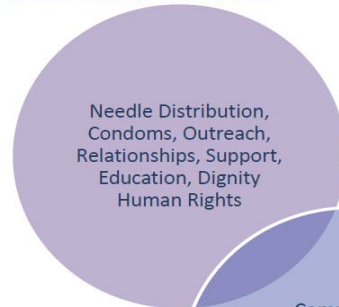 Needle Distribution,
Condoms, Outreach,
Relationships, Support,
Education, Dignity
Human Rights